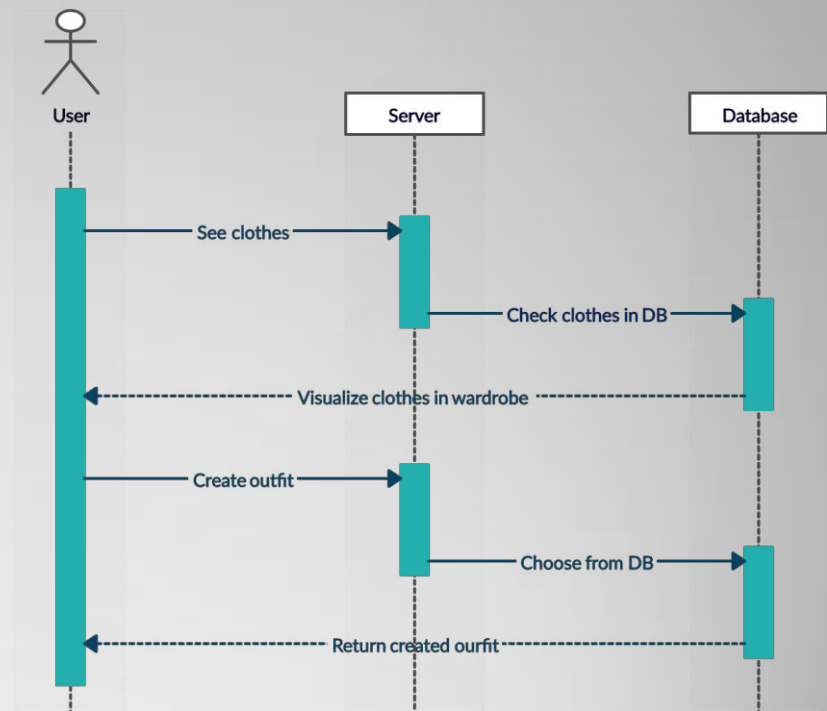 User
Server
Database
See clothes
Check clothes in DB
Visualize clothes in wardrobe
Create outfit
Choose from DB
Return created ourfit